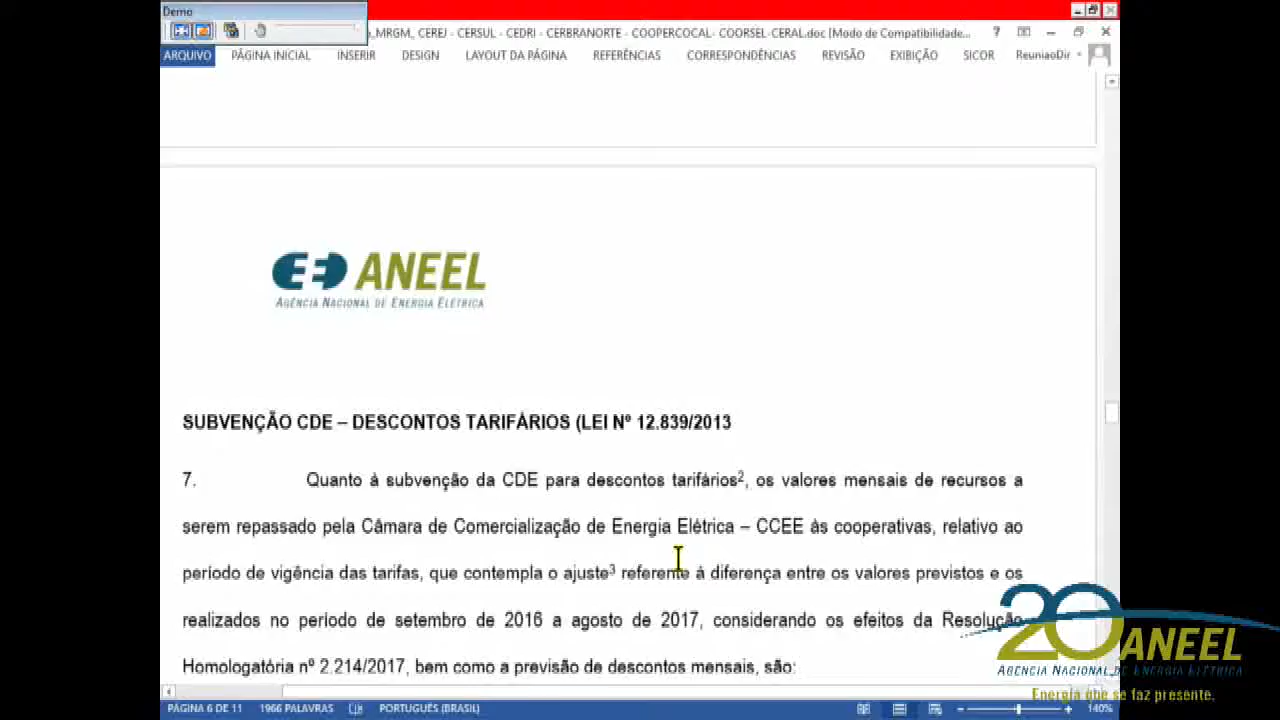 Demo
_MRGM, CEREJ - CERSUL - CEDRI - CERBRANORTE - COOPERCOCAL - COORSEL-CERAL.doc [Modo de Compatibilidade...
ARQUIVO PÁGINA INICIAL INSERIR DESIGN LAYOUT DA PÁGINA REFERÊNCIAS CORRESPONDÊNCIAS REVISÃO EXIBIÇÃO SICOR ReuniaoDir
ANEEL
AGÊNCIA NACIONAL DE ENERGIA ELÉTRICA
SUBVENÇÃO CDE – DESCONTOS TARIFÁRIOS (LEI Nº 12.839/2013
7. Quanto à subvenção da CDE para descontos tarifários², os valores mensais de recursos a
serem repassado pela Câmara de Comercialização de Energia Elétrica – CCEE às cooperativas, relativo ao
período de vigência das tarifas, que contempla o ajuste³ referente á diferença entre os valores previstos e os
realizados no período de setembro de 2016 a agosto de 2017, considerando os efeitos da Resolução
Homologatória nº 2.214/2017, bem como a previsão de descontos mensais, são:
20 ANEEL
AGÊNCIA NACIONAL DE ENERGIA ELÉTRICA
Energia que se faz presente.
PÁGINA 6 DE 11 1966 PALAVRAS PORTUGUÊS (BRASIL) 140%